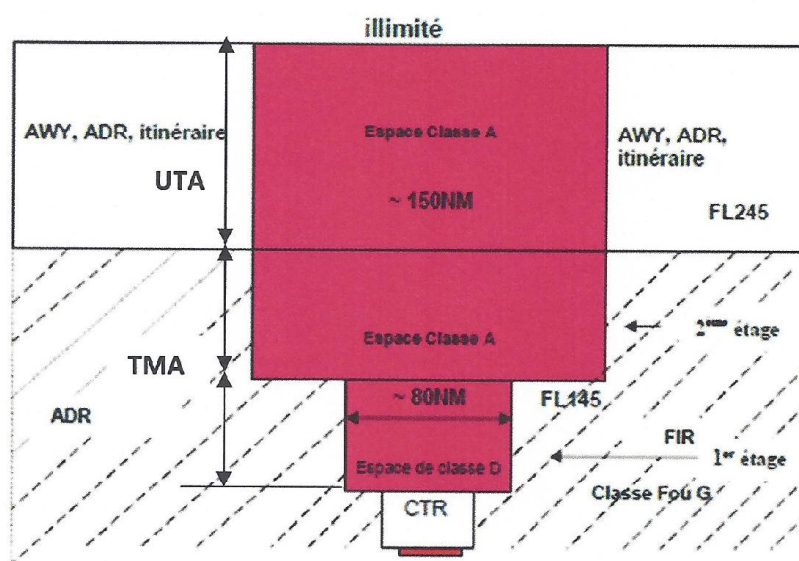 illimité
AWY, ADR, itinéraire
Espace Classe A
AWY, ADR,
itinéraire
UTA
~ 150NM
FL245
2ème étage
Espace Classe A
TMA
~ 80NM
FL145
ADR
FIR
1er étage
Espace de classe D
Classe Fou G
CTR